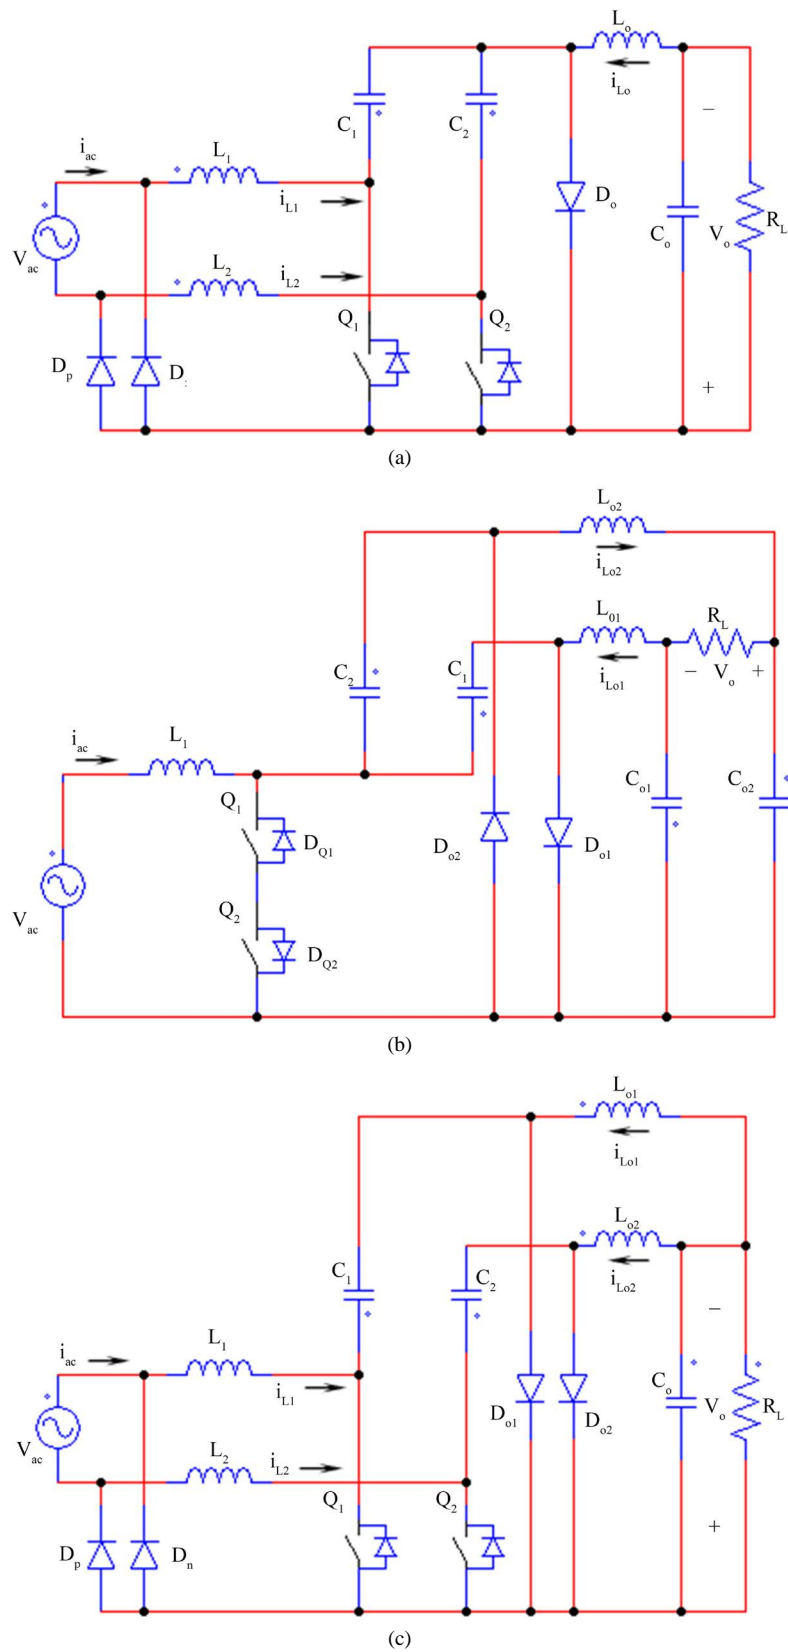 L_o
i_Lo
C_1
C_2
i_ac
L_1
i_L1
D_o
C_o
V_o
R_L
−
V_ac
L_2
i_L2
Q_1
Q_2
D_p
D_:
+
(a)
L_o2
i_Lo2
L_01
R_L
C_2
C_1
i_Lo1
− V_o +
i_ac
L_1
Q_1
D_Q1
C_o1
C_o2
D_o2
D_o1
Q_2
V_ac
D_Q2
(b)
L_o1
i_Lo1
L_o2
C_1
C_2
i_Lo2
−
i_ac
L_1
i_L1
C_o
V_o
R_L
D_o1
D_o2
V_ac
L_2
i_L2
Q_1
Q_2
+
D_p
D_n
(c)